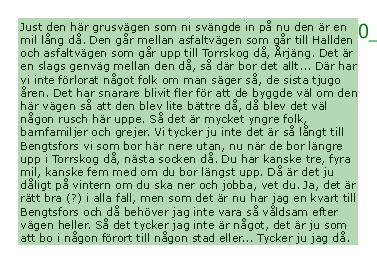 Just den här grusvägen som ni svängde in på nu den är en
mil lång då. Den går mellan asfaltvägen som går till Hallden
och asfaltvägen som går upp till Torrskog då, Årjäng. Det är
en slags genväg mellan den då, så där bor det allt... Där har
vi inte förlorat något folk om man säger så, de sista tjugo
åren. Det har snarare blivit fler för att de byggde väl om den
här vägen så att den blev lite bättre då, då blev det väl
någon rusch här uppe. Så det är mycket yngre folk,
barnfamiljer och grejer. Vi tycker ju inte det är så långt till
Bengtsfors vi som bor här nere utan, nu när de bor längre
upp i Torrskog då, nästa socken då. Du har kanske tre, fyra
mil, kanske fem med om du bor längst upp. Då är det ju
dåligt på vintern om du ska ner och jobba, vet du. Ja, det är
rätt bra (?) i alla fall, men som det är nu har jag en kvart till
Bengtsfors och då behöver jag inte vara så våldsam efter
vägen heller. Så det tycker jag inte är något, det är ju som
att bo i någon förort till någon stad eller... Tycker ju jag då.
0_